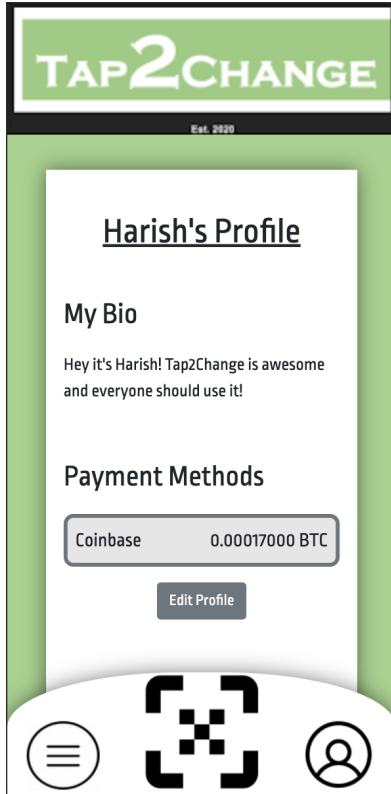 TAP2CHANGE
Est. 2020
Harish's Profile
My Bio
Hey it's Harish! Tap2Change is awesome
and everyone should use it!
Payment Methods
Coinbase 0.00017000 BTC
Edit Profile